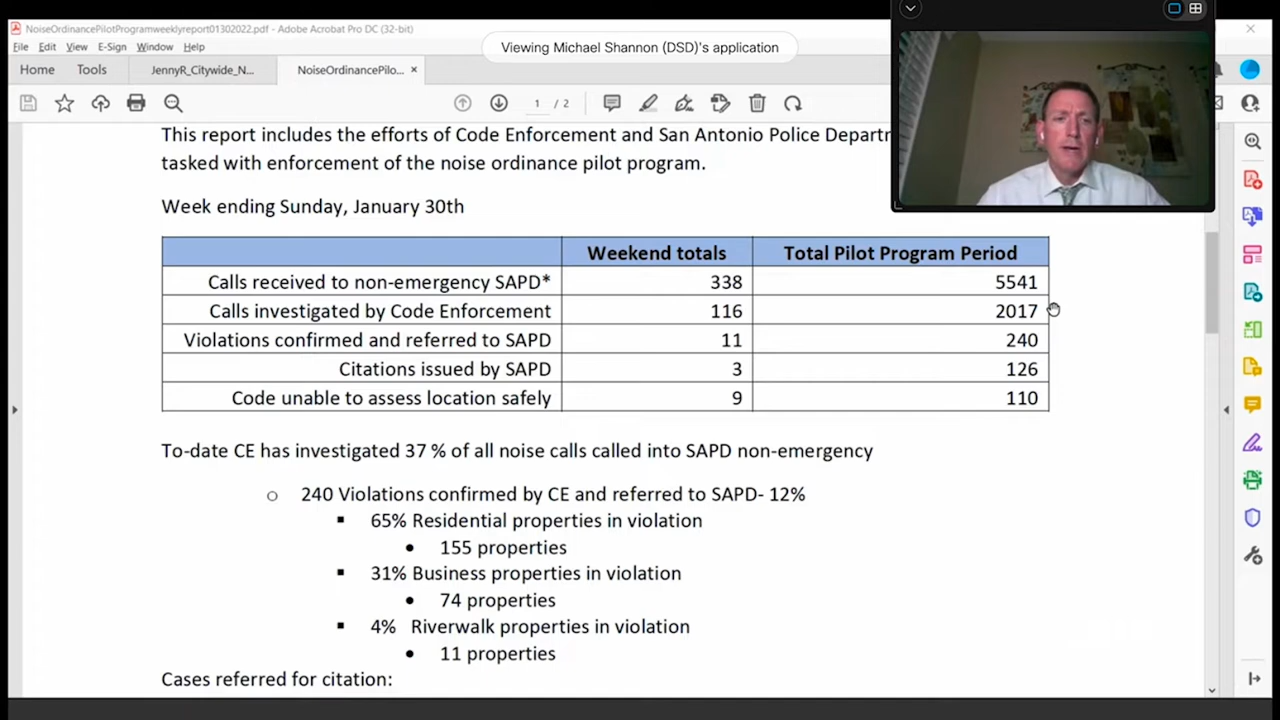 NoiseOrdinancePilotProgramweeklyreport01302022.pdf - Adobe Acrobat Pro DC (32-bit)
File Edit View E-Sign Window Help
Viewing Michael Shannon (DSD)'s application
Home Tools JennyR_Citywide_N... NoiseOrdinancePilo... ×
1 / 2
This report includes the efforts of Code Enforcement and San Antonio Police Departr
tasked with enforcement of the noise ordinance pilot program.
Week ending Sunday, January 30th
Weekend totals Total Pilot Program Period
Calls received to non-emergency SAPD* 338 5541
Calls investigated by Code Enforcement 116 2017
Violations confirmed and referred to SAPD 11 240
Citations issued by SAPD 3 126
Code unable to assess location safely 9 110
To-date CE has investigated 37 % of all noise calls called into SAPD non-emergency
240 Violations confirmed by CE and referred to SAPD- 12%
65% Residential properties in violation
155 properties
31% Business properties in violation
74 properties
4% Riverwalk properties in violation
11 properties
Cases referred for citation: